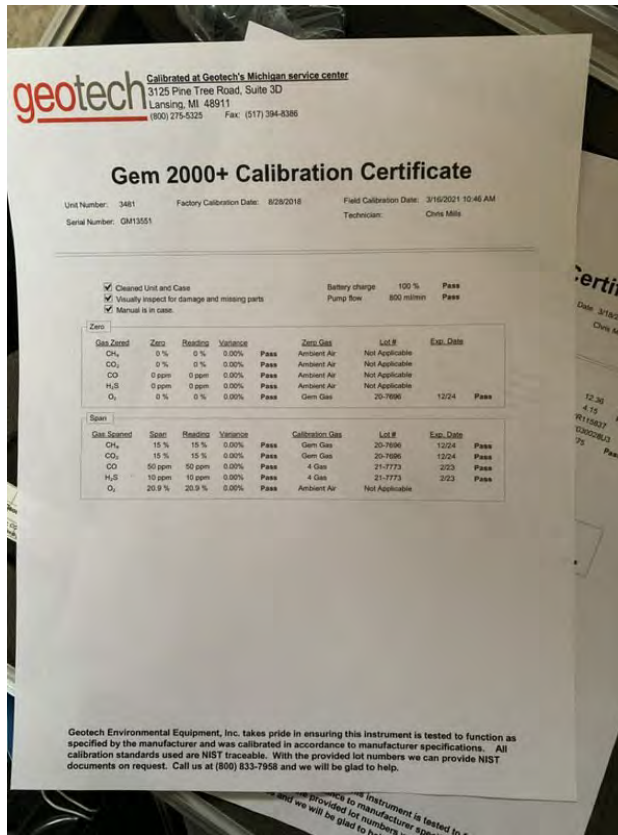 geotech
Calibrated at Geotech's Michigan service center
3125 Pine Tree Road, Suite 3D
Lansing, MI 48911
(800) 275-5325 Fax: (517) 394-8386
Gem 2000+ Calibration Certificate
Unit Number: 3481 Factory Calibration Date: 8/28/2018 Field Calibration Date: 3/16/2021 10:46 AM
Serial Number: GM13551 Technician: Chris Mills
Cleaned Unit and Case Battery charge 100 % Pass
Visually inspect for damage and missing parts Pump flow 800 ml/min Pass
Manual is in case.
Zero
Gas Zeroed Zero Reading Variance Zero Gas Lot # Exp. Date
CH₄ 0 % 0 % 0.00% Pass Ambient Air Not Applicable
CO₂ 0 % 0 % 0.00% Pass Ambient Air Not Applicable
CO 0 ppm 0 ppm 0.00% Pass Ambient Air Not Applicable
H₂S 0 ppm 0 ppm 0.00% Pass Ambient Air Not Applicable
O₂ 0 % 0 % 0.00% Pass Gem Gas 20-7696 12/24 Pass
Span
Gas Spaned Span Reading Variance Calibration Gas Lot # Exp. Date
CH₄ 15 % 15 % 0.00% Pass Gem Gas 20-7696 12/24 Pass
CO₂ 15 % 15 % 0.00% Pass Gem Gas 20-7696 12/24 Pass
CO 50 ppm 50 ppm 0.00% Pass 4 Gas 21-7773 2/23 Pass
H₂S 10 ppm 10 ppm 0.00% Pass 4 Gas 21-7773 2/23 Pass
O₂ 20.9 % 20.9 % 0.00% Pass Ambient Air Not Applicable
Geotech Environmental Equipment, Inc. takes pride in ensuring this instrument is tested to function as
specified by the manufacturer and was calibrated in accordance to manufacturer specifications. All
calibration standards used are NIST traceable. With the provided lot numbers we can provide NIST
documents on request. Call us at (800) 833-7958 and we will be glad to help.
Certif
Date: 3/16/2
Chris M
12.36
4.15
75
Pas
instrument is tested to
to manufacturer spec
provided lot numbers
and we will be glad to he